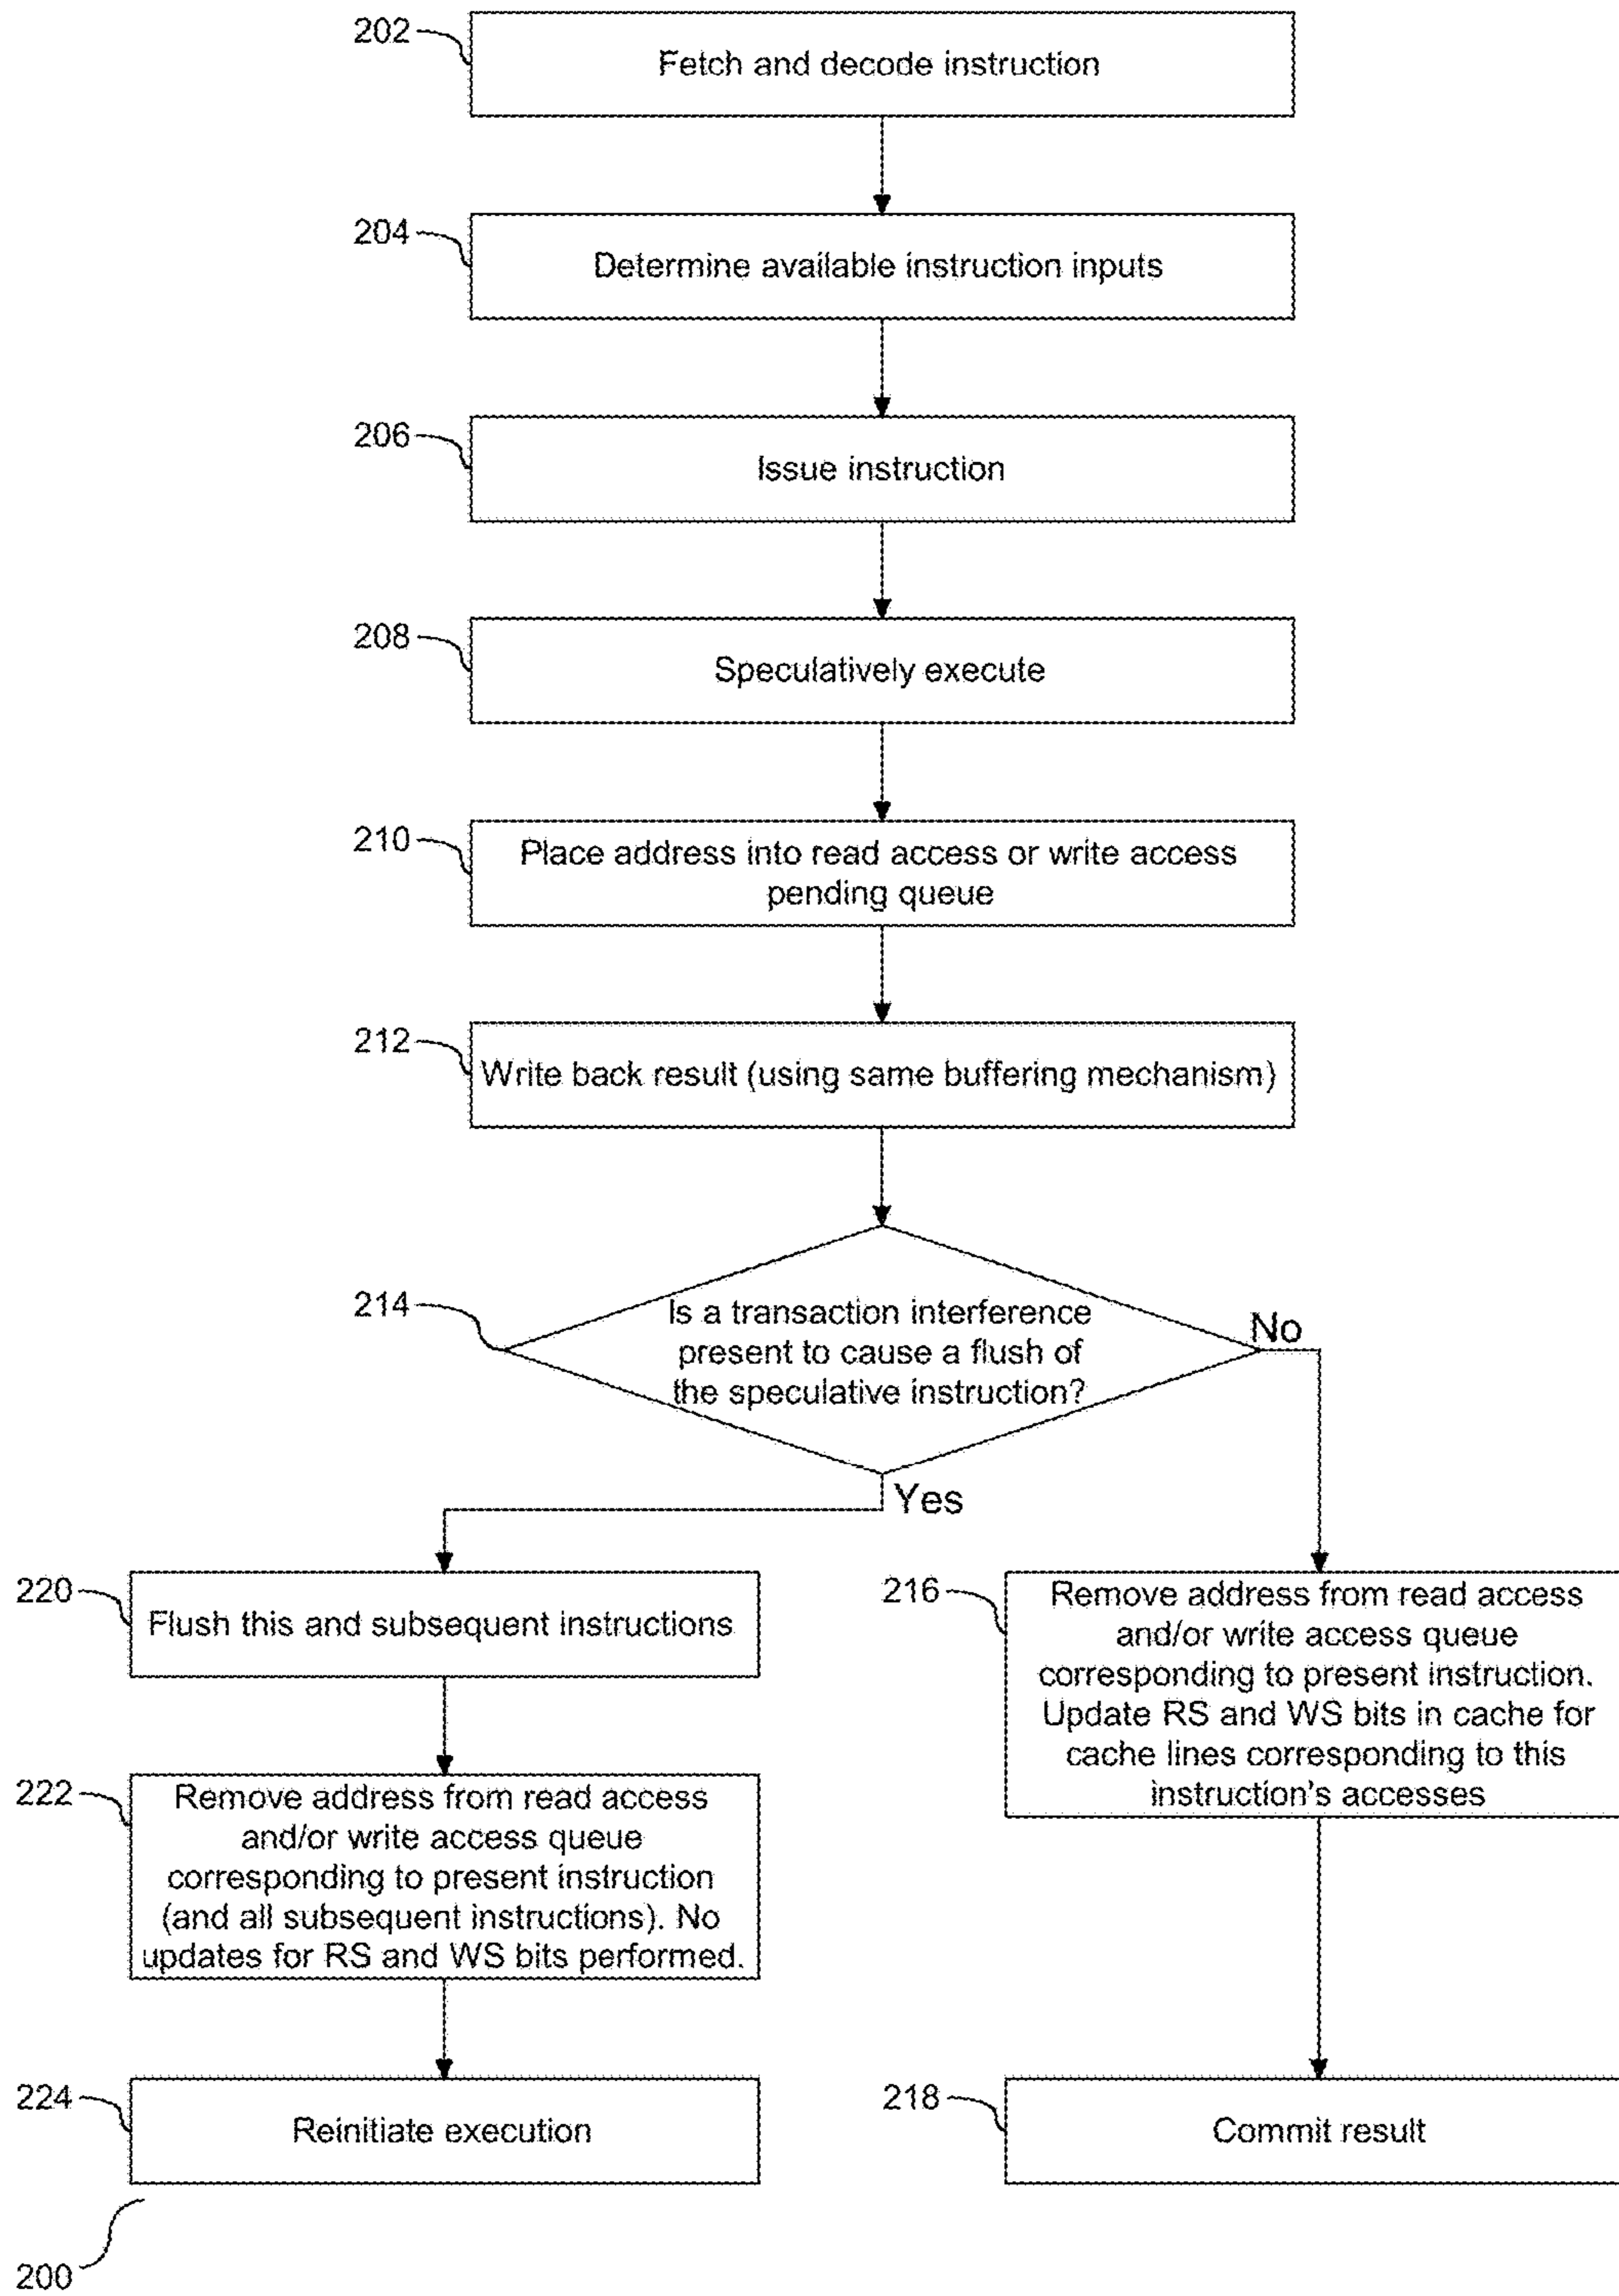 202
Fetch and decode instruction
204
Determine available instruction inputs
206
Issue instruction
208
Speculatively execute
210
Place address into read access or write access
pending queue
212
Write back result (using same buffering mechanism)
214
Is a transaction interference
present to cause a flush of
the speculative instruction?
No
Yes
220
Flush this and subsequent instructions
216
Remove address from read access
and/or write access queue
corresponding to present instruction.
Update RS and WS bits in cache for
cache lines corresponding to this
instruction's accesses
222
Remove address from read access
and/or write access queue
corresponding to present instruction
(and all subsequent instructions). No
updates for RS and WS bits performed.
224
Reinitiate execution
218
Commit result
200